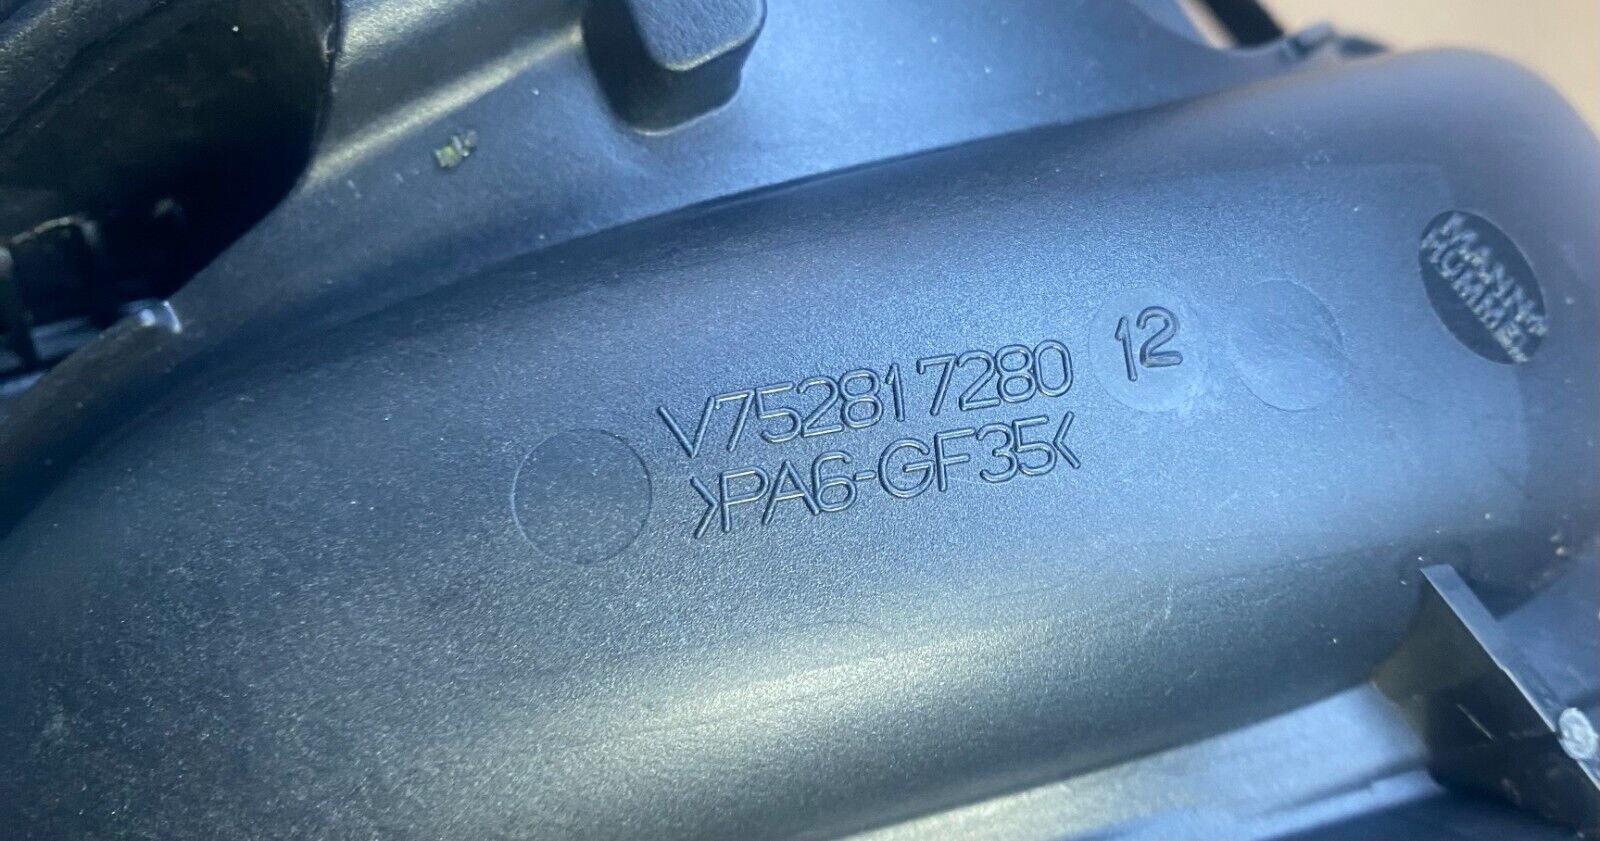 V752817280 12
>PA6-GF35<
MANN+
HUMMEL